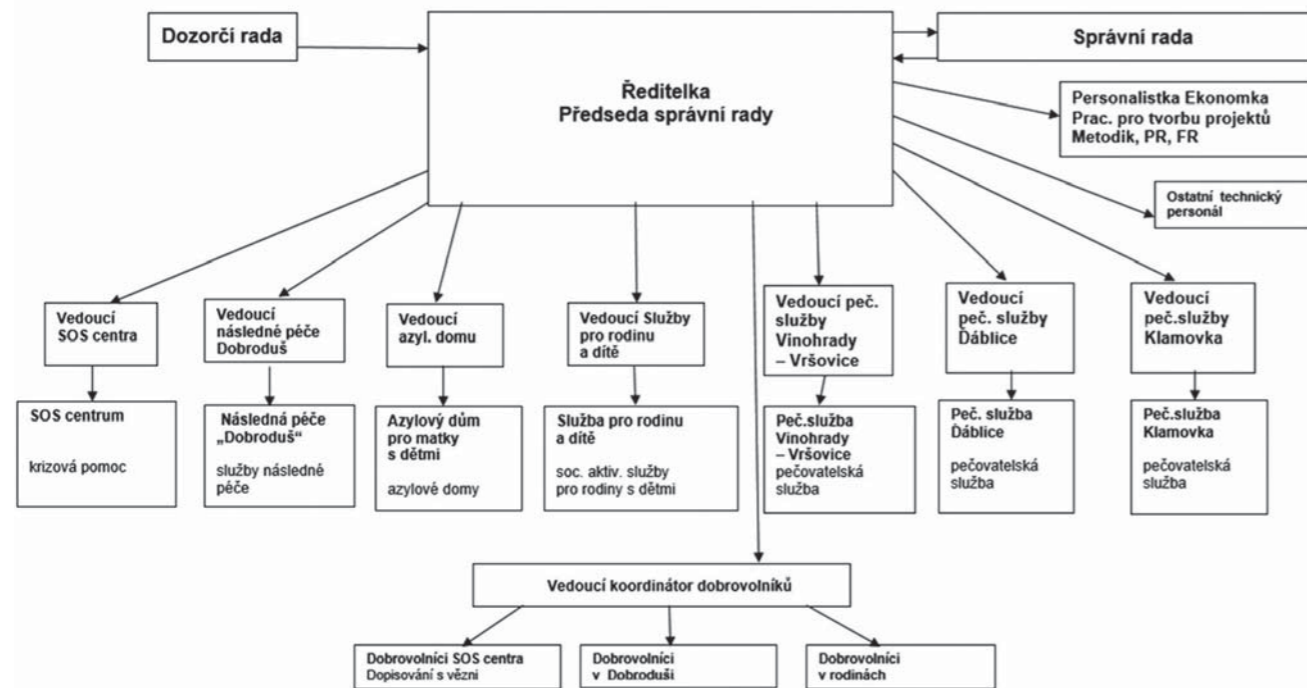 Dozorčí rada
Ředitelka
Předseda správní rady
Správní rada
Personalistka Ekonomka
Prac. pro tvorbu projektů
Metodik, PR, FR
Ostatní technický
personál
Vedoucí
SOS centra
Vedoucí
následné péče
Dobroduš
Vedoucí
azyl. domu
Vedoucí Služby
pro rodinu
a dítě
Vedoucí peč.
služby
Vinohrady
– Vršovice
Vedoucí
peč. služby
Ďáblice
Vedoucí
peč.služby
Klamovka
SOS centrum
krizová pomoc
Následná péče
„Dobroduš“
služby následné
péče
Azylový dům
pro matky
s dětmi
azylové domy
Služba pro rodinu
a dítě
soc. aktiv. služby
pro rodiny s dětmi
Peč.služba
Vinohrady
– Vršovice
pečovatelská
služba
Peč. služba
Ďáblice
pečovatelská
služba
Peč.služba
Klamovka
pečovatelská
služba
Vedoucí koordinátor dobrovolníků
Dobrovolníci SOS centra
Dopisování s vězni
Dobrovolníci
v Dobroduši
Dobrovolníci
v rodinách